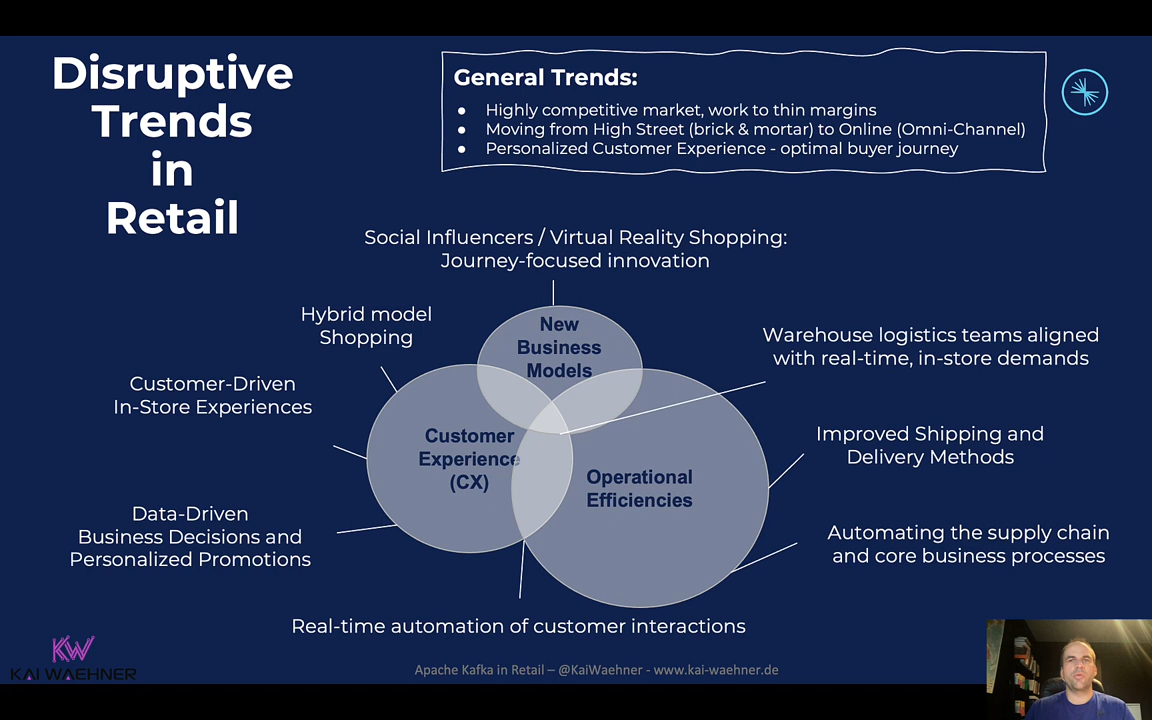 Disruptive
Trends
in
Retail
General Trends:
● Highly competitive market, work to thin margins
● Moving from High Street (brick & mortar) to Online (Omni-Channel)
● Personalized Customer Experience - optimal buyer journey
Social Influencers / Virtual Reality Shopping:
Journey-focused innovation
Hybrid model
Shopping
New
Business
Models
Warehouse logistics teams aligned
with real-time, in-store demands
Customer-Driven
In-Store Experiences
Customer
Experience
(CX)
Operational
Efficiencies
Improved Shipping and
Delivery Methods
Data-Driven
Business Decisions and
Personalized Promotions
Automating the supply chain
and core business processes
Real-time automation of customer interactions
KW
KAI WAEHNER
Apache Kafka in Retail – @KaiWaehner - www.kai-waehner.de